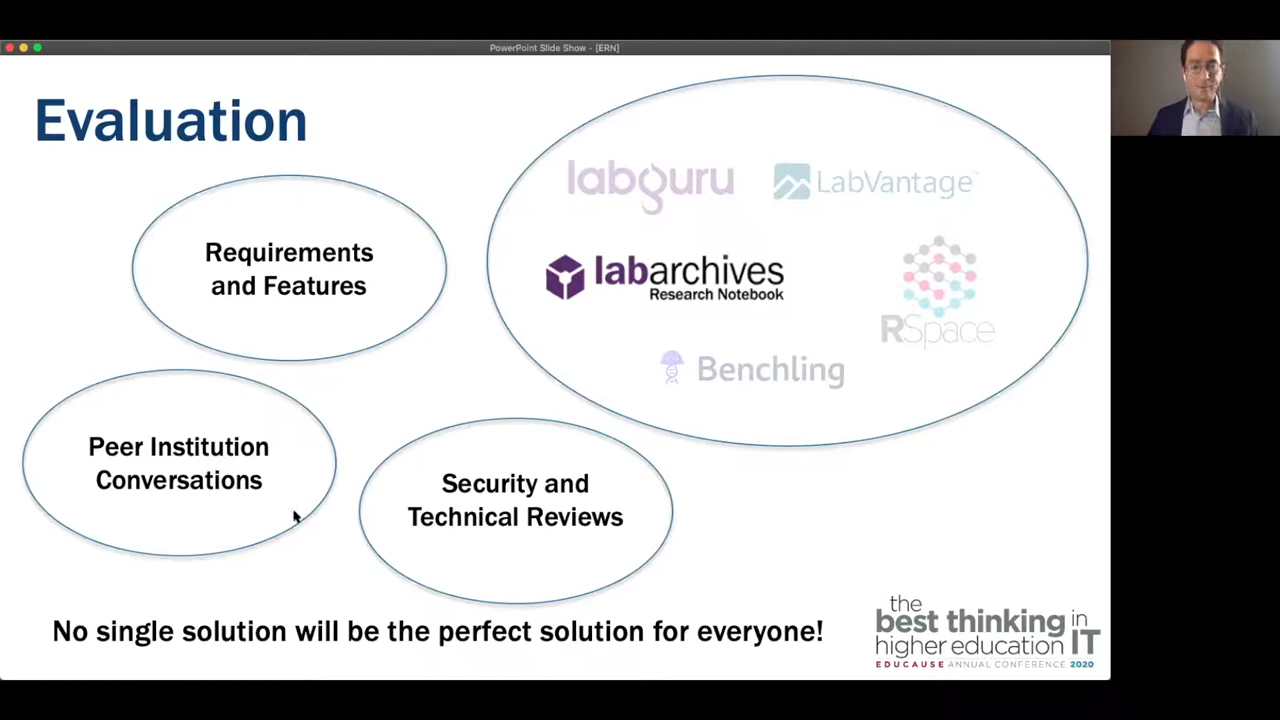 PowerPoint Slide Show - [ERN]
Evaluation
labguru
LabVantage
Requirements
and Features
labarchives
Research Notebook
RSpace
Benchling
Peer Institution
Conversations
Security and
Technical Reviews
No single solution will be the perfect solution for everyone!
the
best thinking in
higher education IT
EDUCAUSE ANNUAL CONFERENCE 2020